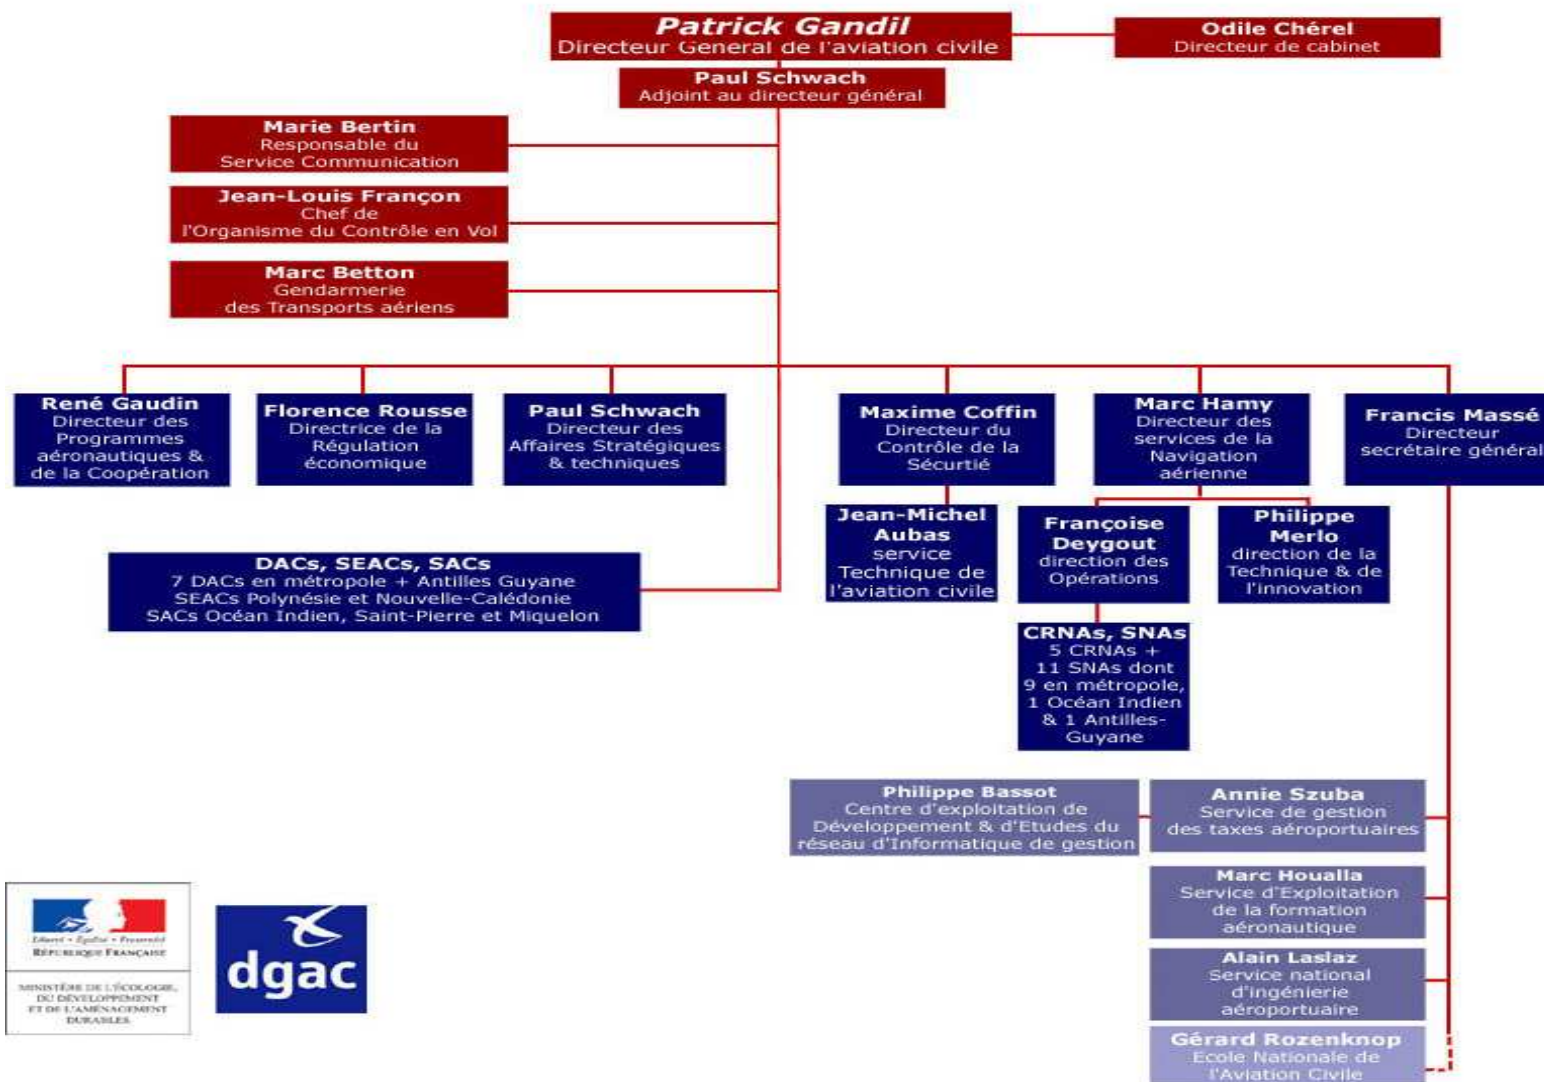 Patrick Gandil
Directeur General de l'aviation civile
Odile Chérel
Directeur de cabinet
Paul Schwach
Adjoint au directeur général
Marie Bertin
Responsable du
Service Communication
Jean-Louis Françon
Chef de
l'Organisme du Contrôle en Vol
Marc Betton
Gendarmerie
des Transports aériens
René Gaudin
Directeur des
Programmes
aéronautiques &
de la Coopération
Florence Rousse
Directrice de la
Régulation
économique
Paul Schwach
Directeur des
Affaires Stratégiques
& techniques
Maxime Coffin
Directeur du
Contrôle de la
Sécurtié
Marc Hamy
Directeur des
services de la
Navigation
aérienne
Francis Massé
Directeur
secrétaire général
Jean-Michel
Aubas
service
Technique de
l'aviation civile
Françoise
Deygout
direction des
Opérations
Philippe
Merlo
direction de la
Technique & de
l'innovation
DACs, SEACs, SACs
7 DACs en métropole + Antilles Guyane
SEACs Polynésie et Nouvelle-Calédonie
SACs Océan Indien, Saint-Pierre et Miquelon
CRNAs, SNAs
5 CRNAs +
11 SNAs dont
9 en métropole,
1 Océan Indien
& 1 Antilles-
Guyane
Philippe Bassot
Centre d'exploitation de
Développement & d'Etudes du
réseau d'Informatique de gestion
Annie Szuba
Service de gestion
des taxes aéroportuaires
Marc Houalla
Service d'Exploitation
de la formation
aéronautique
Alain Laslaz
Service national
d'ingénierie
aéroportuaire
Gérard Rozenknop
Ecole Nationale de
l'Aviation Civile
Liberté • Égalité • Fraternité
RÉPUBLIQUE FRANÇAISE
MINISTÈRE DE L'ÉCOLOGIE,
DU DÉVELOPPEMENT
ET DE L'AMÉNAGEMENT
DURABLES
dgac